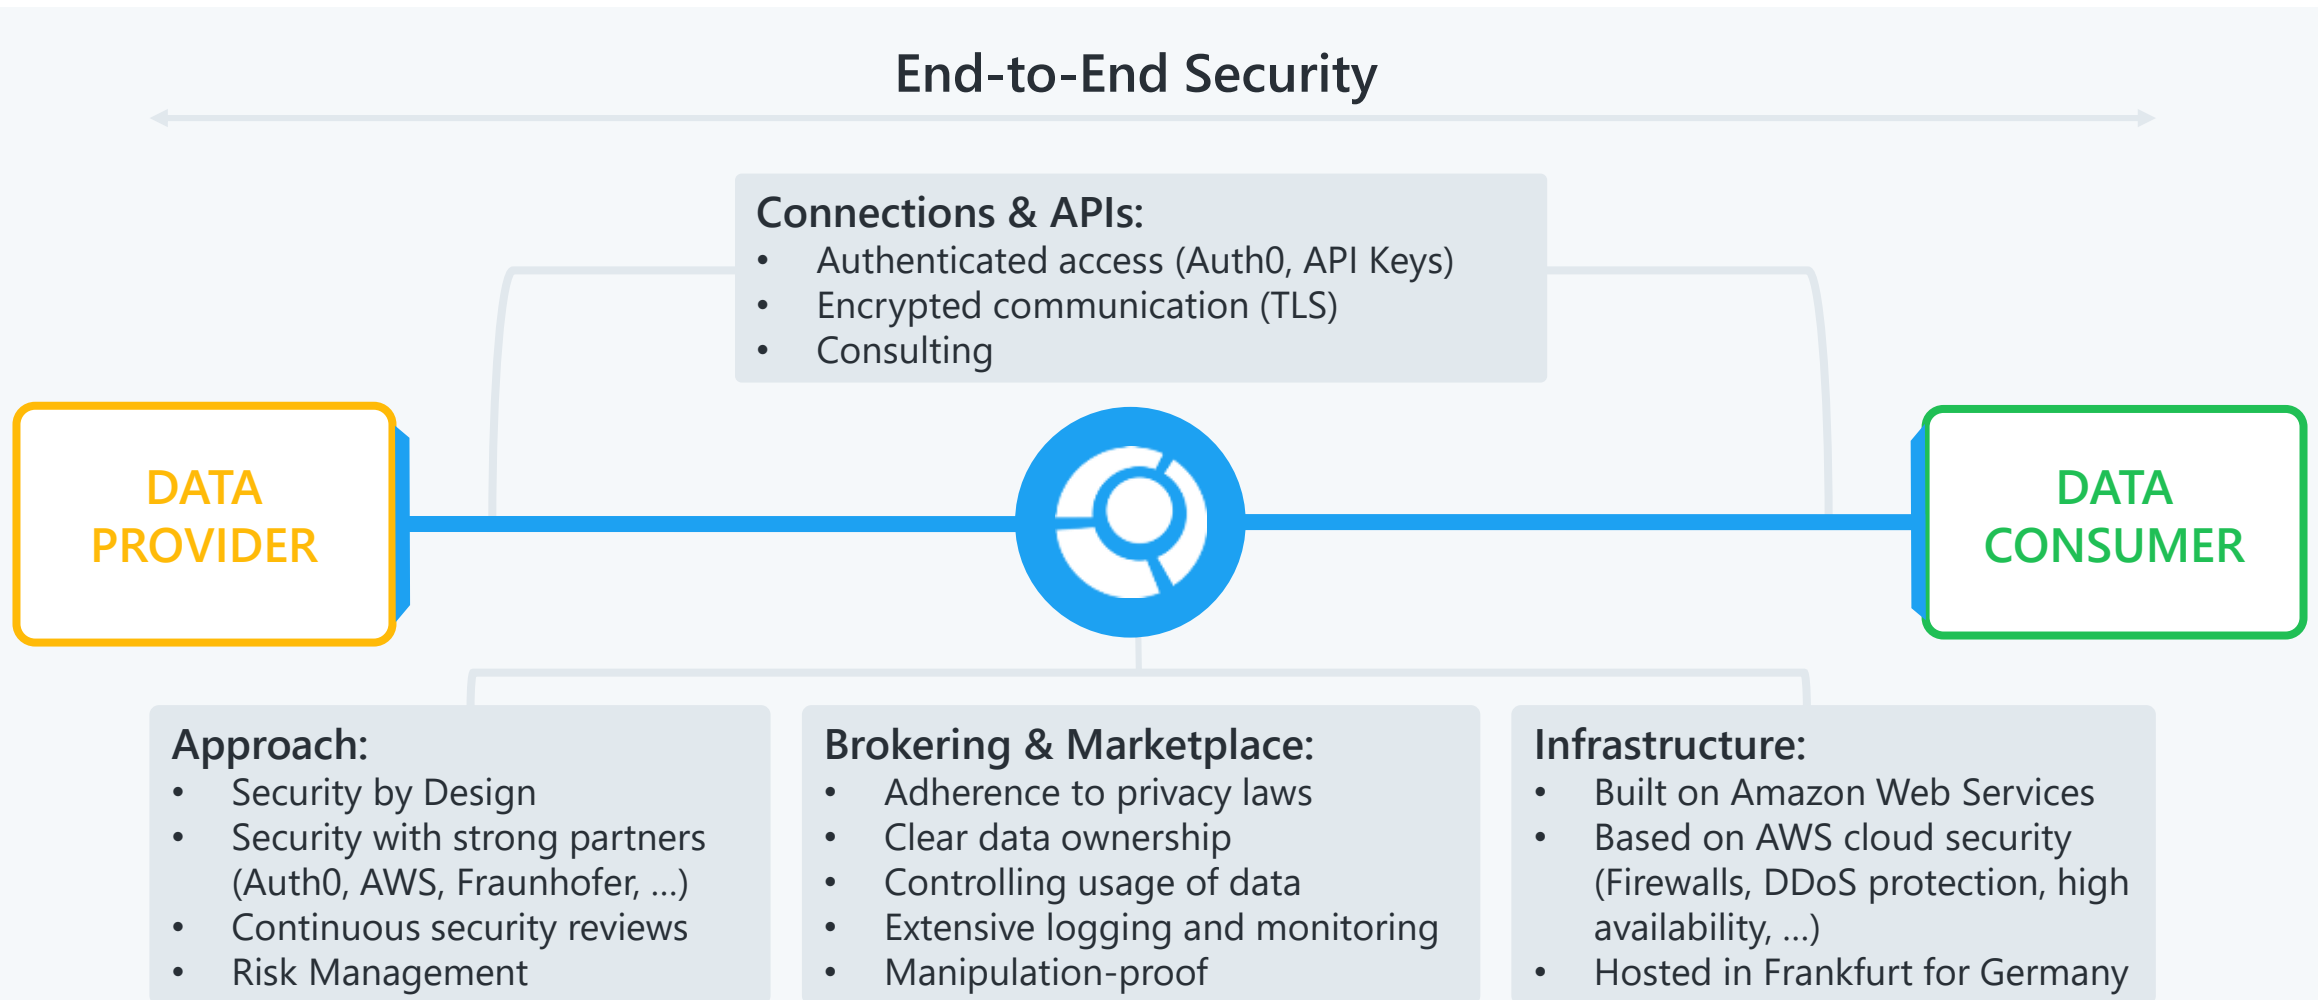 End-to-End Security
Connections & APIs:
• Authenticated access (Auth0, API Keys)
• Encrypted communication (TLS)
• Consulting
DATA
PROVIDER
DATA
CONSUMER
Approach:
• Security by Design
• Security with strong partners
(Auth0, AWS, Fraunhofer, ...)
• Continuous security reviews
• Risk Management
Brokering & Marketplace:
• Adherence to privacy laws
• Clear data ownership
• Controlling usage of data
• Extensive logging and monitoring
• Manipulation-proof
Infrastructure:
• Built on Amazon Web Services
• Based on AWS cloud security
(Firewalls, DDoS protection, high
availability, ...)
• Hosted in Frankfurt for Germany